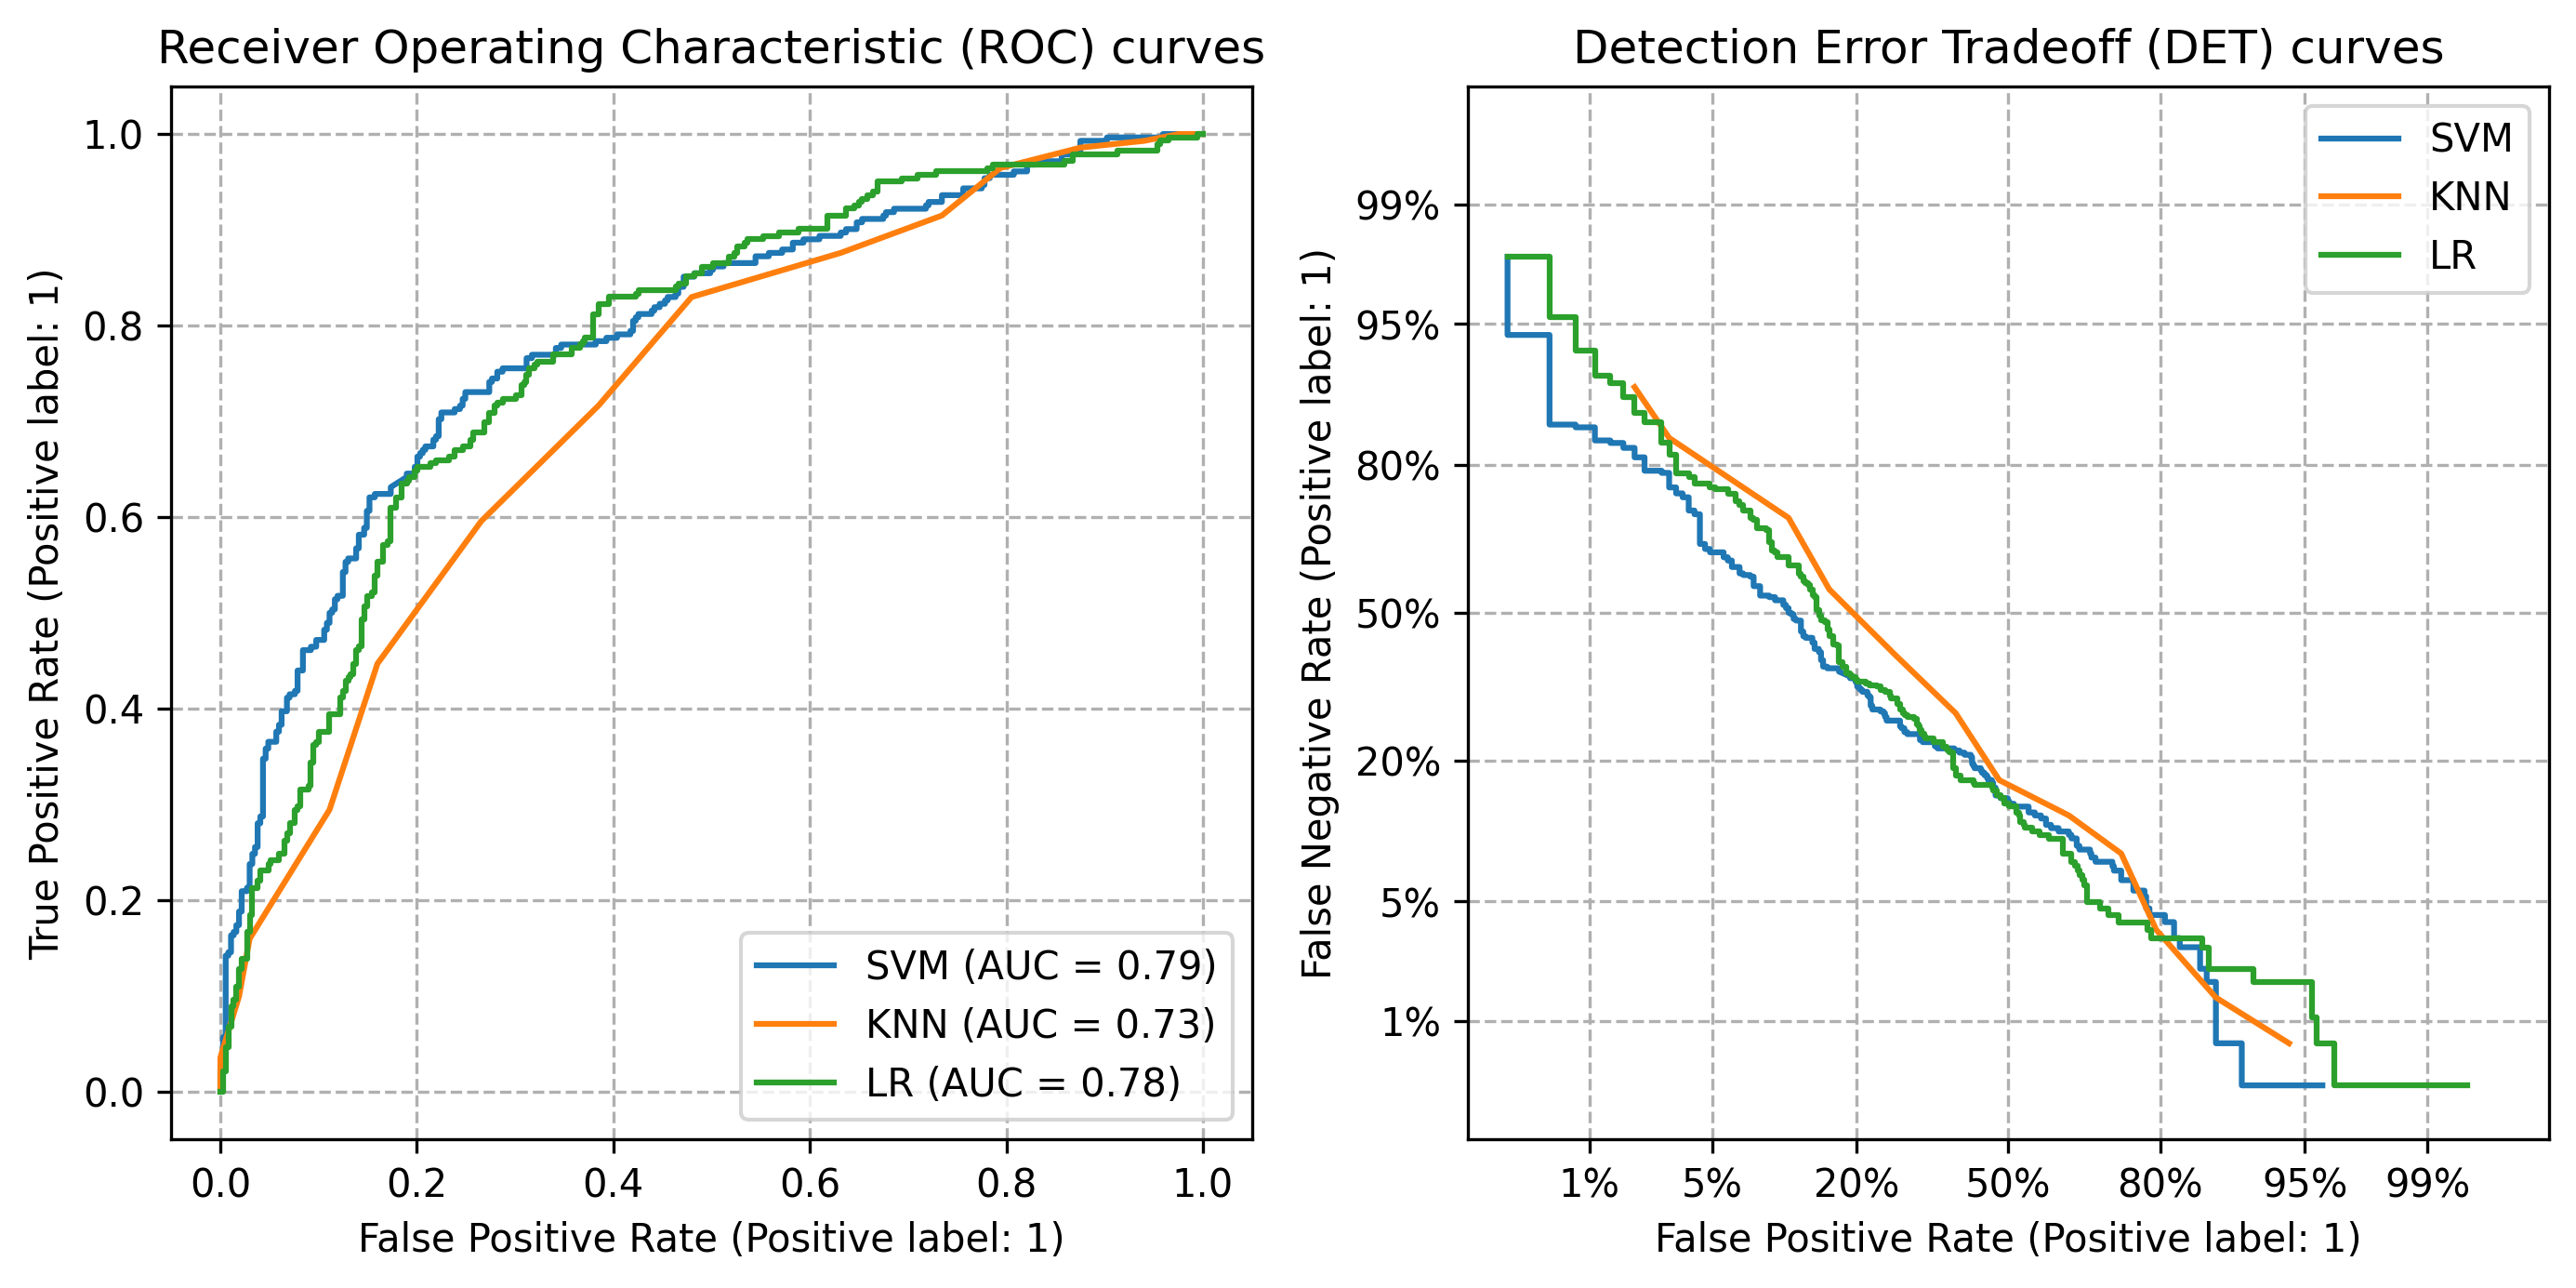 Receiver Operating Characteristic (ROC) curves
True Positive Rate (Positive label: 1)
1.0
0.8
0.6
0.4
0.2
0.0
SVM (AUC = 0.79)
KNN (AUC = 0.73)
LR (AUC = 0.78)
0.0 0.2 0.4 0.6 0.8 1.0
False Positive Rate (Positive label: 1)
Detection Error Tradeoff (DET) curves
False Negative Rate (Positive label: 1)
99%
95%
80%
50%
20%
5%
1%
SVM
KNN
LR
1% 5% 20% 50% 80% 95% 99%
False Positive Rate (Positive label: 1)